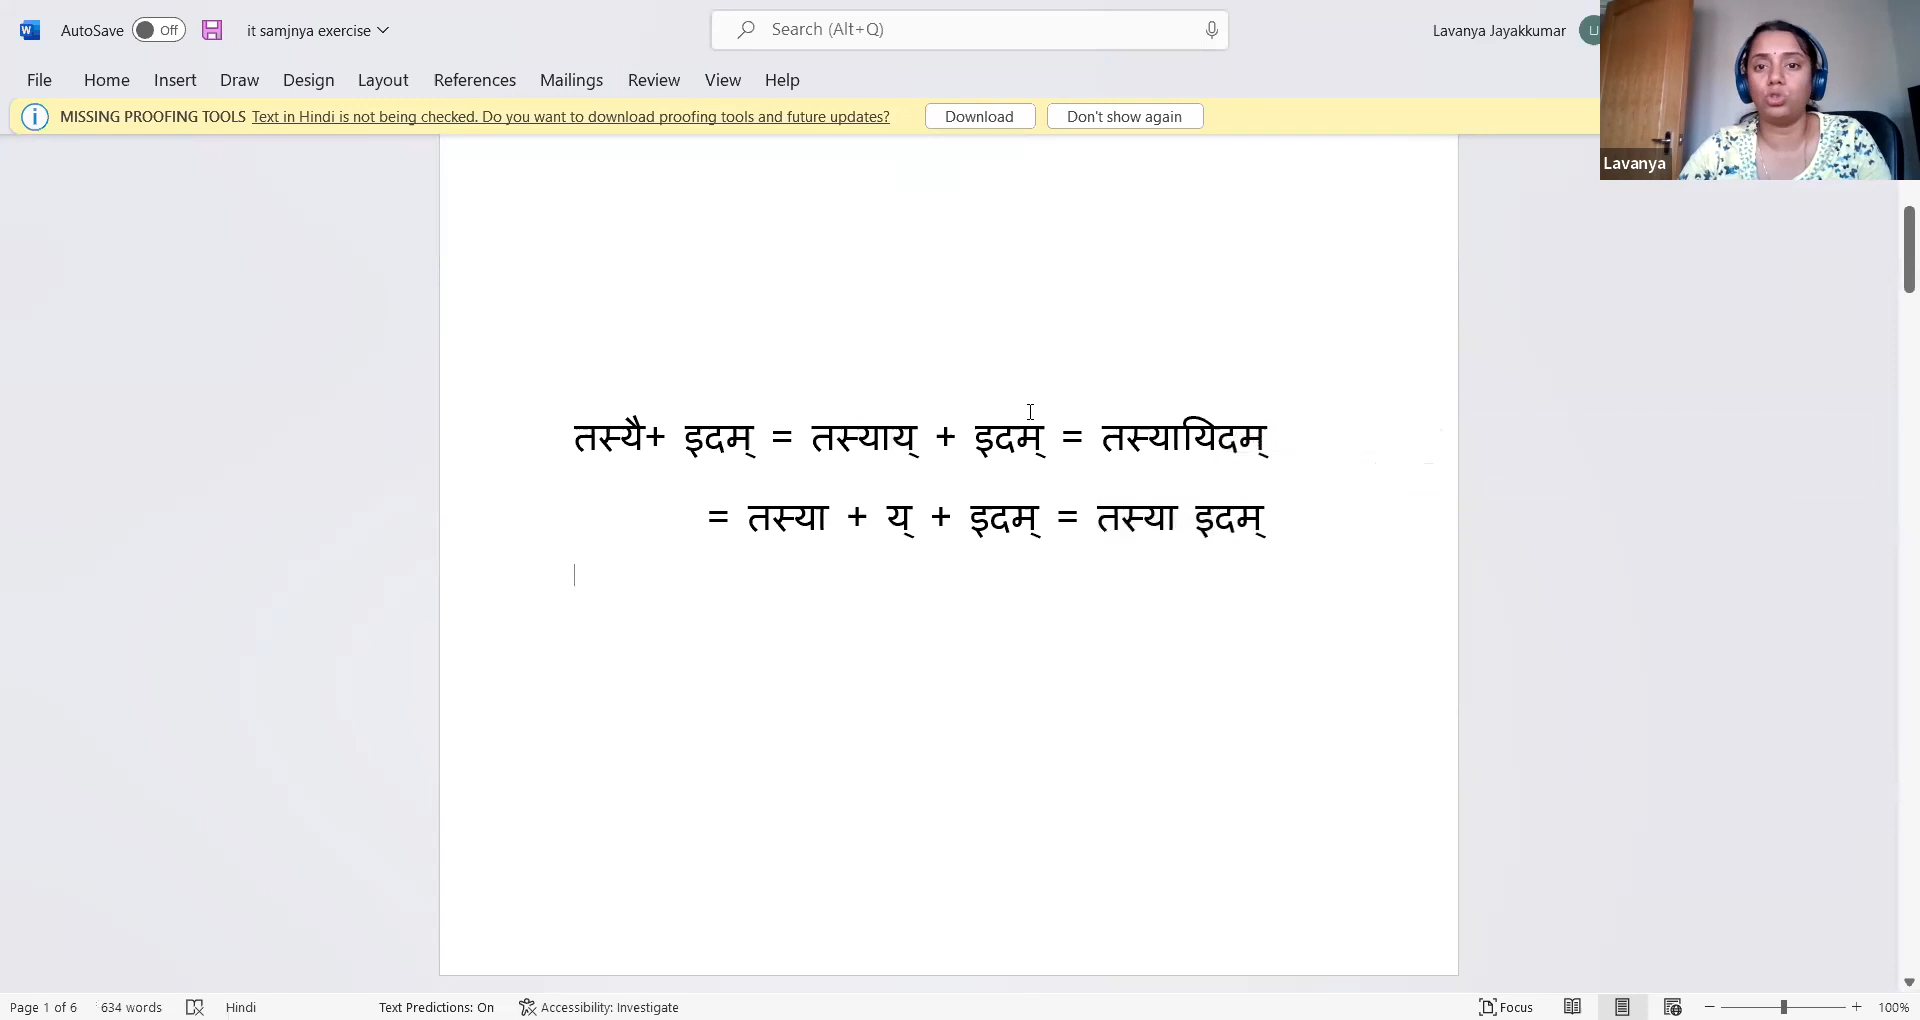 AutoSave Off it samjnya exercise Search (Alt+Q) Lavanya Jayakkumar
File Home Insert Draw Design Layout References Mailings Review View Help
MISSING PROOFING TOOLS Text in Hindi is not being checked. Do you want to download proofing tools and future updates? Download Don't show again
Lavanya
तस्यै+ इदम् = तस्याय् + इदम् = तस्यायिदम्
= तस्या + य् + इदम् = तस्या इदम्
Page 1 of 6 634 words Hindi Text Predictions: On Accessibility: Investigate Focus 100%